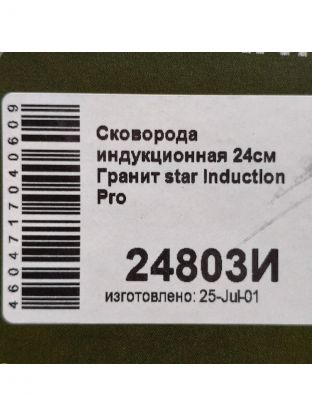 Сковорода
индукционная 24см
Гранит star Induction
Pro
24803И
изготовлено: 25-Jul-01
4604717040609